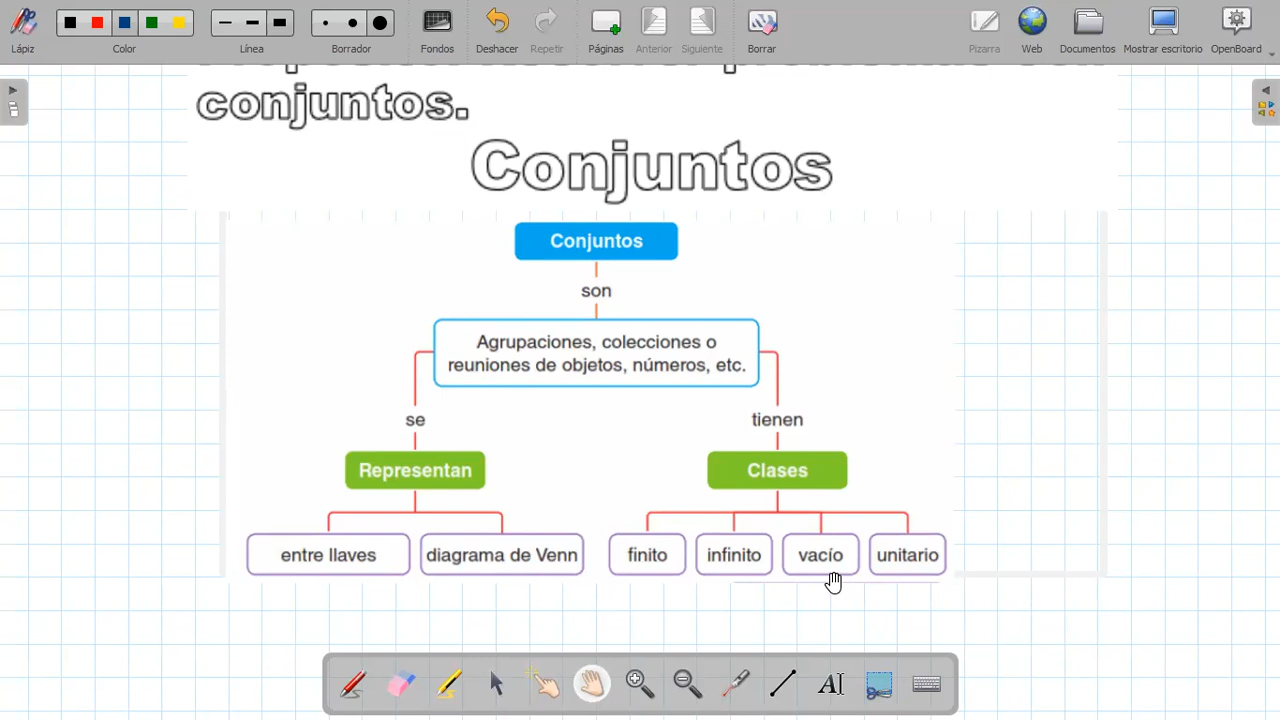 Lápiz Color Línea Borrador Fondos Deshacer Repetir Páginas Anterior Siguiente Borrar Pizarra Web Documentos Mostrar escritorio OpenBoard
conjuntos.
Conjuntos
Conjuntos
son
Agrupaciones, colecciones o
reuniones de objetos, números, etc.
se tienen
Representan Clases
entre llaves diagrama de Venn finito infinito vacío unitario